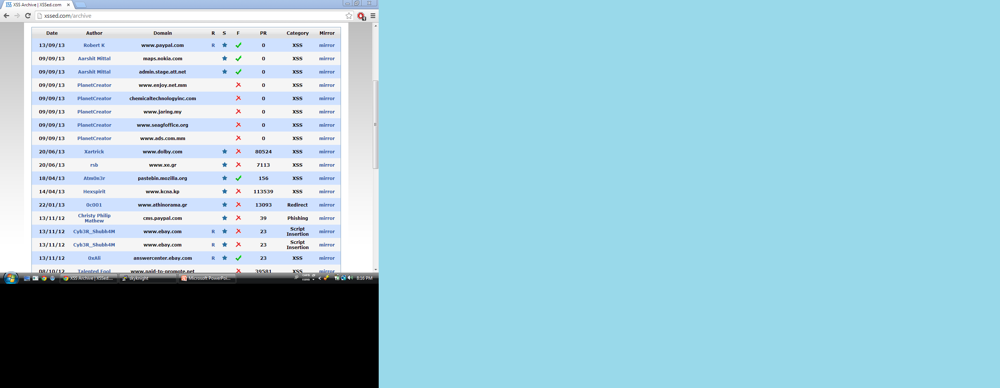 XSS XSS Archive | XSSed.com
xssed.com/archive
1
Date Author Domain R S F PR Category Mirror
13/09/13 Robert K www.paypal.com R 0 XSS mirror
09/09/13 Aarshit Mittal maps.nokia.com 0 XSS mirror
09/09/13 Aarshit Mittal admin.stage.att.net 0 XSS mirror
09/09/13 PlanetCreator www.enjoy.net.mm 0 XSS mirror
09/09/13 PlanetCreator chemicaltechnologyinc.com 0 XSS mirror
09/09/13 PlanetCreator www.jaring.my 0 XSS mirror
09/09/13 PlanetCreator www.seagfoffice.org 0 XSS mirror
09/09/13 PlanetCreator www.ads.com.mm 0 XSS mirror
20/06/13 Xartrick www.dolby.com 80524 XSS mirror
20/06/13 rsb www.xe.gr 7113 XSS mirror
18/04/13 Atm0n3r pastebin.mozilla.org 156 XSS mirror
14/04/13 Hexspirit www.kcna.kp 113539 XSS mirror
22/01/13 0c001 www.athinorama.gr 13093 Redirect mirror
13/11/12 Christy Philip Mathew cms.paypal.com 39 Phishing mirror
13/11/12 Cyb3R_Shubh4M www.ebay.com R 23 Script Insertion mirror
13/11/12 Cyb3R_Shubh4M www.ebay.com R 23 Script Insertion mirror
13/11/12 0xAli answercenter.ebay.com R 23 XSS mirror
08/10/12 Talented Fool www.paid-to-promote.net 39581 XSS mirror
XSS Archive | XSSed.... skyknight Microsoft PowerPoi... JP CAPS KANA 8:16 PM